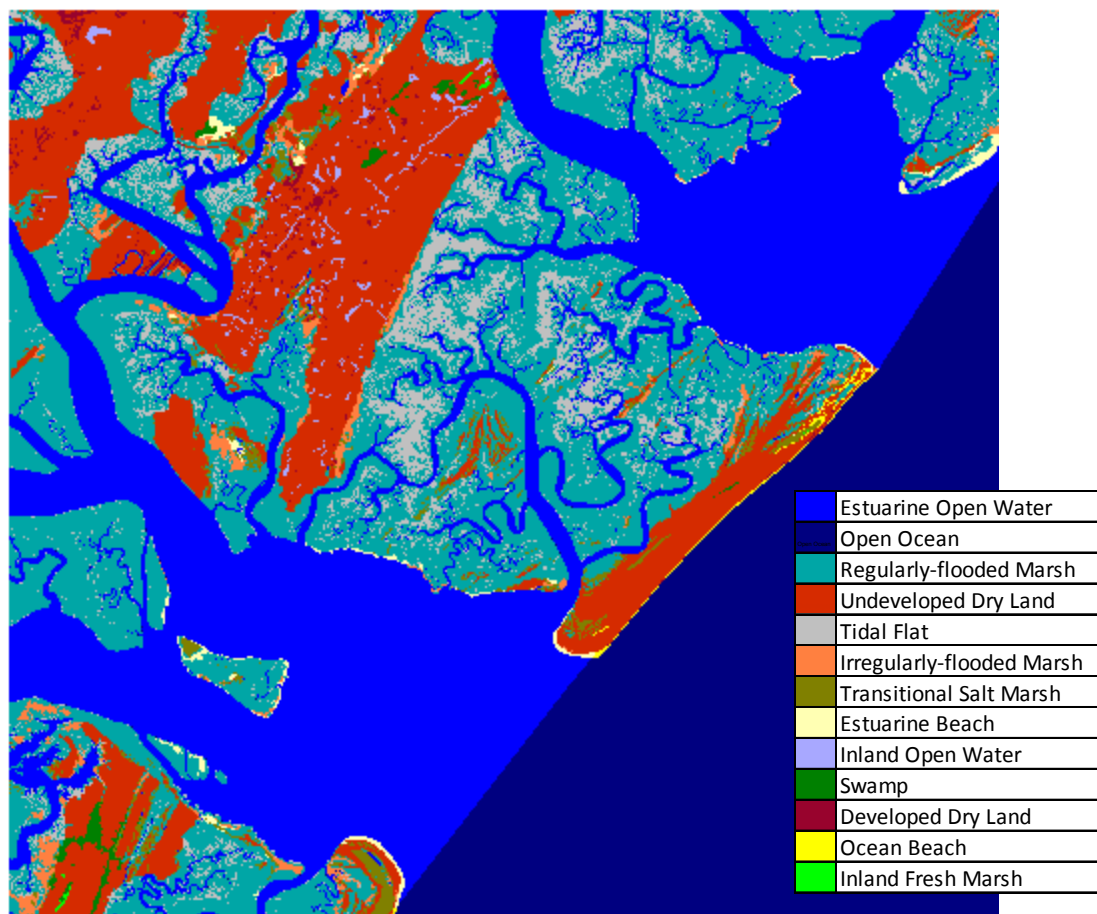 Estuarine Open Water
Open Ocean
Regularly-flooded Marsh
Undeveloped Dry Land
Tidal Flat
Irregularly-flooded Marsh
Transitional Salt Marsh
Estuarine Beach
Inland Open Water
Swamp
Developed Dry Land
Ocean Beach
Inland Fresh Marsh